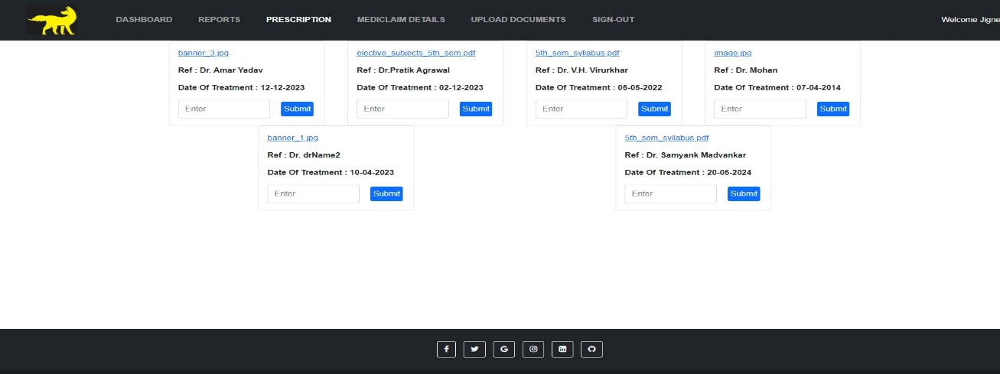 DASHBOARD REPORTS PRESCRIPTION MEDICLAIM DETAILS UPLOAD DOCUMENTS SIGN-OUT Welcome Jigne
banner_3.jpg
Ref : Dr. Amar Yadav
Date Of Treatment : 12-12-2023
Enter Submit
elective_subjects_5th_sem.pdf
Ref : Dr.Pratik Agrawal
Date Of Treatment : 02-12-2023
Enter Submit
5th_sem_syllabus.pdf
Ref : Dr. V.H. Virurkhar
Date Of Treatment : 05-05-2022
Enter Submit
image.jpg
Ref : Dr. Mohan
Date Of Treatment : 07-04-2014
Enter Submit
banner_1.jpg
Ref : Dr. drName2
Date Of Treatment : 10-04-2023
Enter Submit
5th_sem_syllabus.pdf
Ref : Dr. Samyank Madvankar
Date Of Treatment : 20-06-2024
Enter Submit